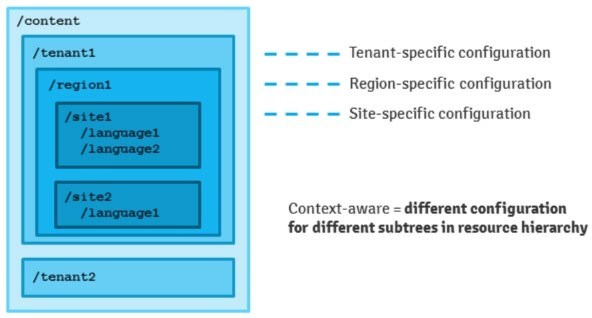 /content
/tenant1
Tenant-specific configuration
/region1
Region-specific configuration
/site1
Site-specific configuration
/language1
/language2
/site2
/language1
Context-aware = different configuration
for different subtrees in resource hierarchy
/tenant2